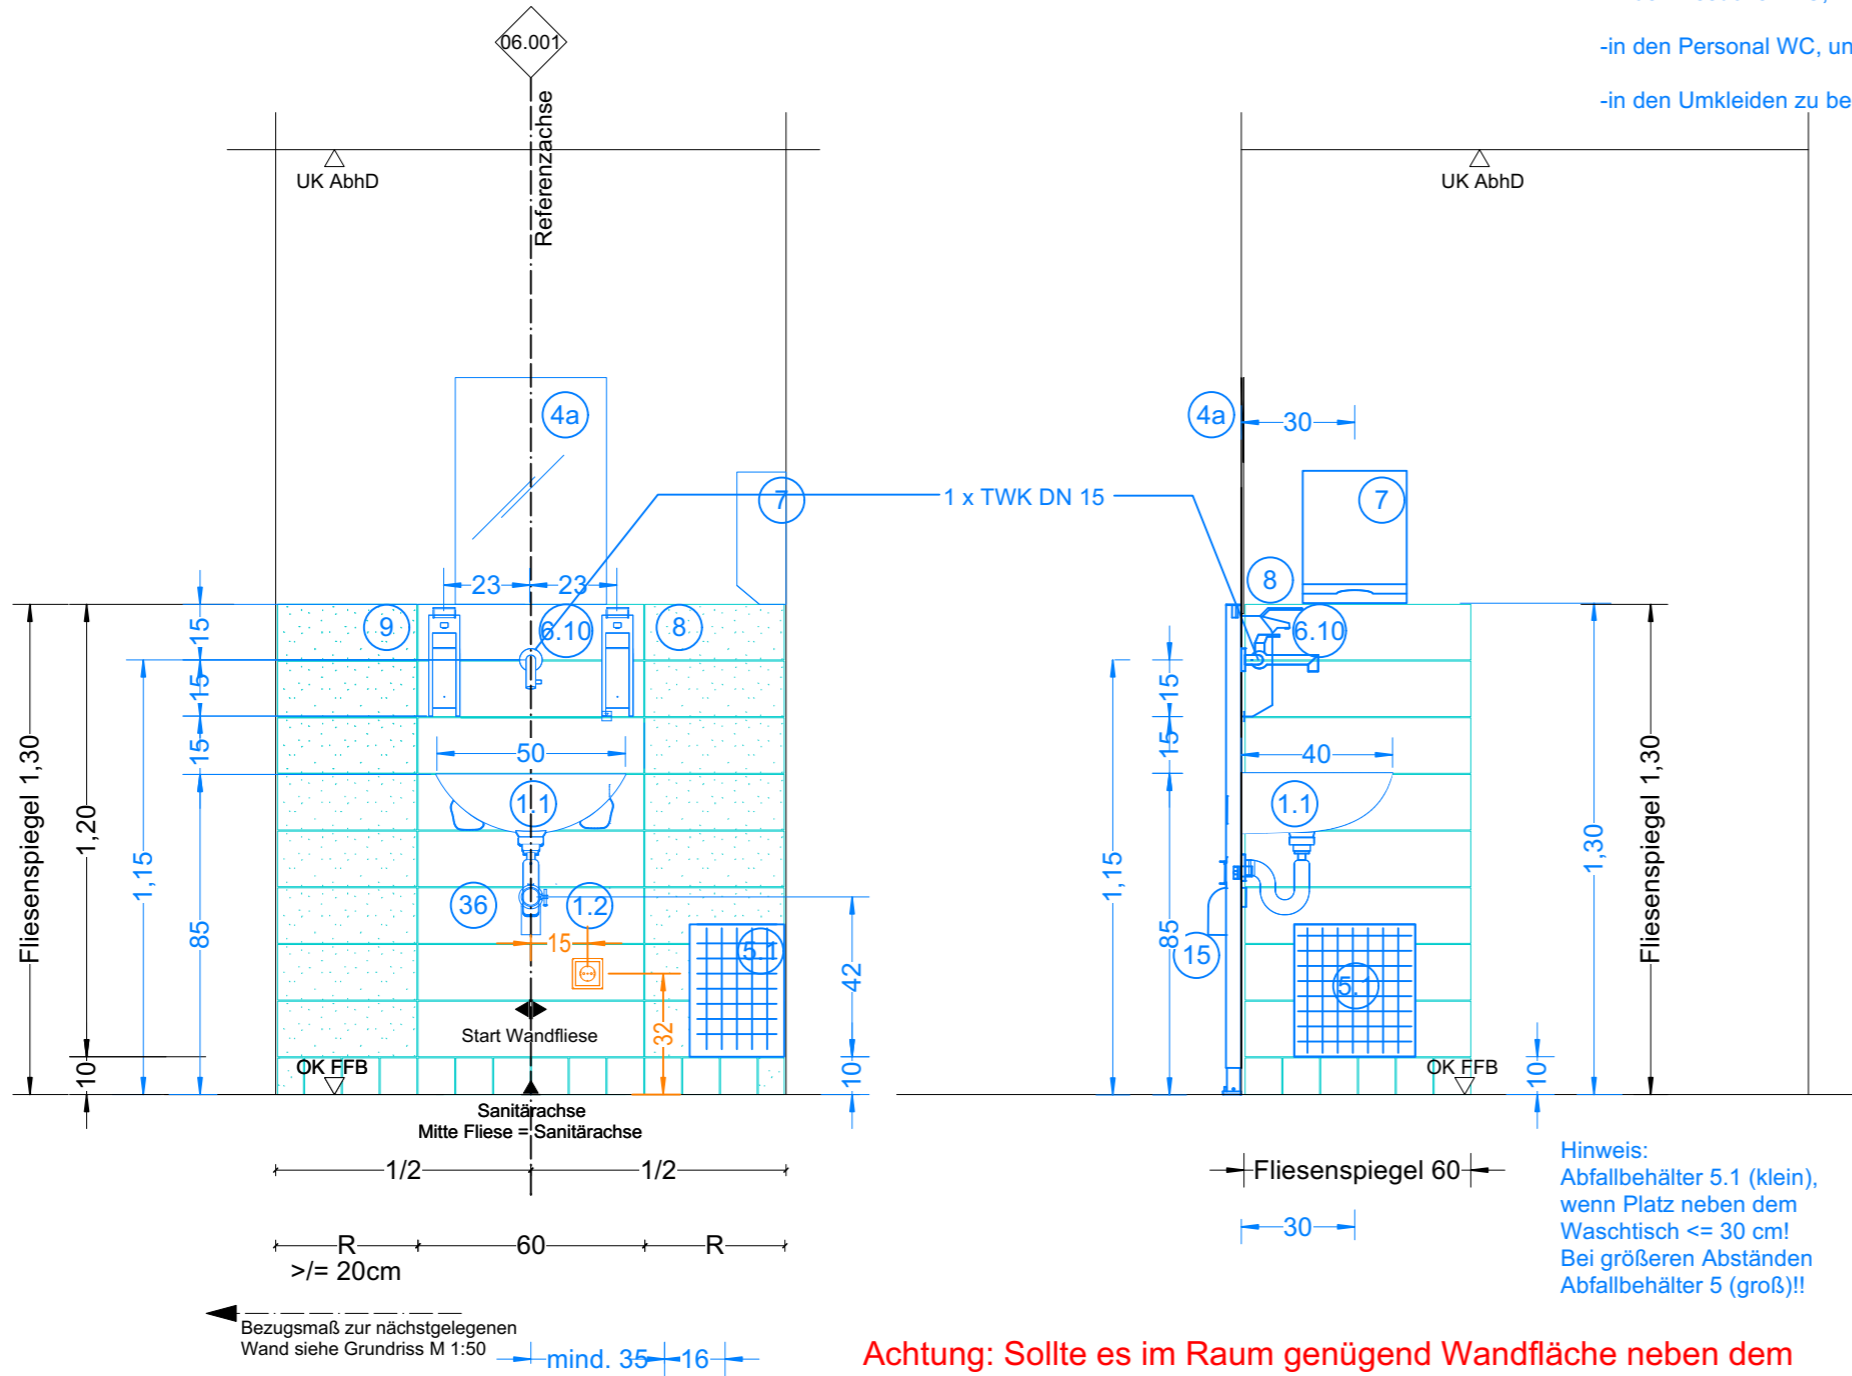 -in den Personal WC, un
-in den Umkleiden zu be
06.001
Referenzachse
UK AbhD
UK AbhD
4a
4a
30
7
7
1 x TWK DN 15
23
23
9
6.10
8
8
6.10
15
15
15
15
15
50
40
1.1
1.1
Fliesenspiegel 1,30
1,20
1,15
85
10
36
1.2
15
5.1
32
42
10
Start Wandfliese
OK FFB
Sanitärachse
Mitte Fliese = Sanitärachse
1/2
1/2
R
60
R
>/= 20cm
Bezugsmaß zur nächstgelegenen
Wand siehe Grundriss M 1:50
mind. 35
16
1,15
85
15
5.1
OK FFB
10
1,30
Fliesenspiegel 1,30
Fliesenspiegel 60
30
Hinweis:
Abfallbehälter 5.1 (klein),
wenn Platz neben dem
Waschtisch <= 30 cm!
Bei größeren Abständen
Abfallbehälter 5 (groß)!!
Achtung: Sollte es im Raum genügend Wandfläche neben dem